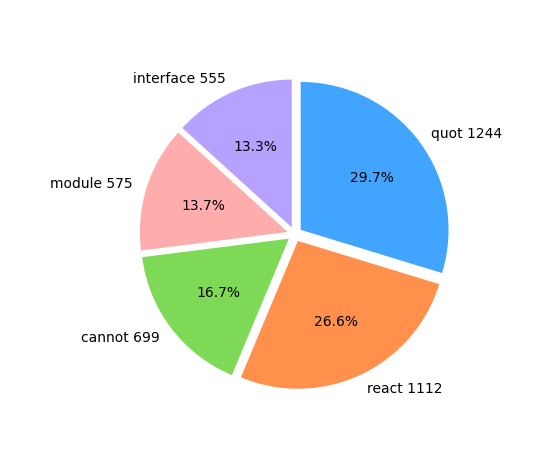 interface 555
quot 1244
13.3%
29.7%
module 575
13.7%
16.7%
26.6%
cannot 699
react 1112